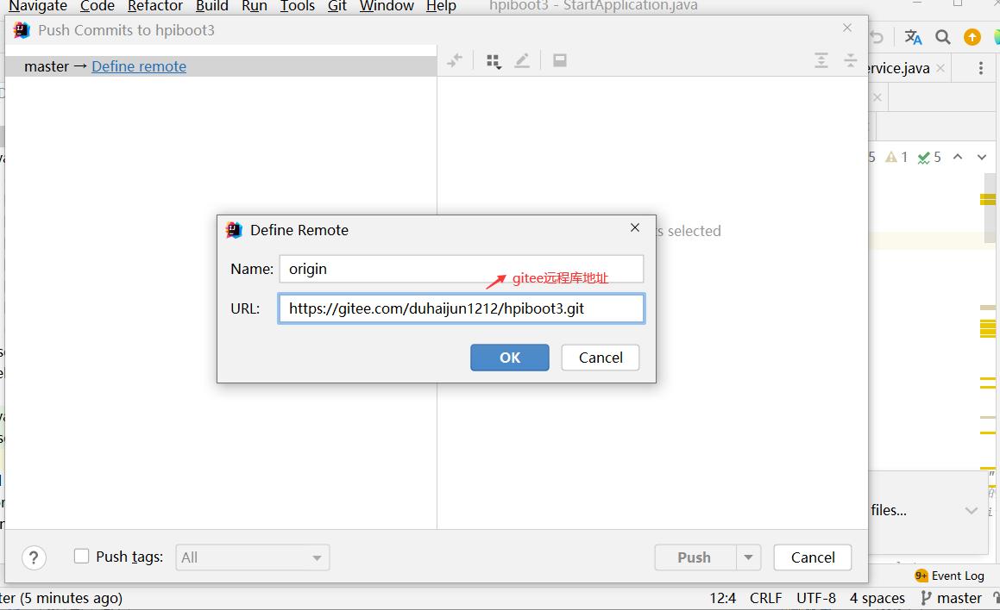 Navigate Code Refactor Build Run Tools Git Window Help hpiboot3 - StartApplication.java
Push Commits to hpiboot3
master → Define remote
ervice.java
5 1 5
Define Remote
ts selected
Name: origin
gitee远程库地址
URL: https://gitee.com/duhaijun1212/hpiboot3.git
OK Cancel
files...
? Push tags: All Push Cancel
9+ Event Log
ter (5 minutes ago) 12:4 CRLF UTF-8 4 spaces master